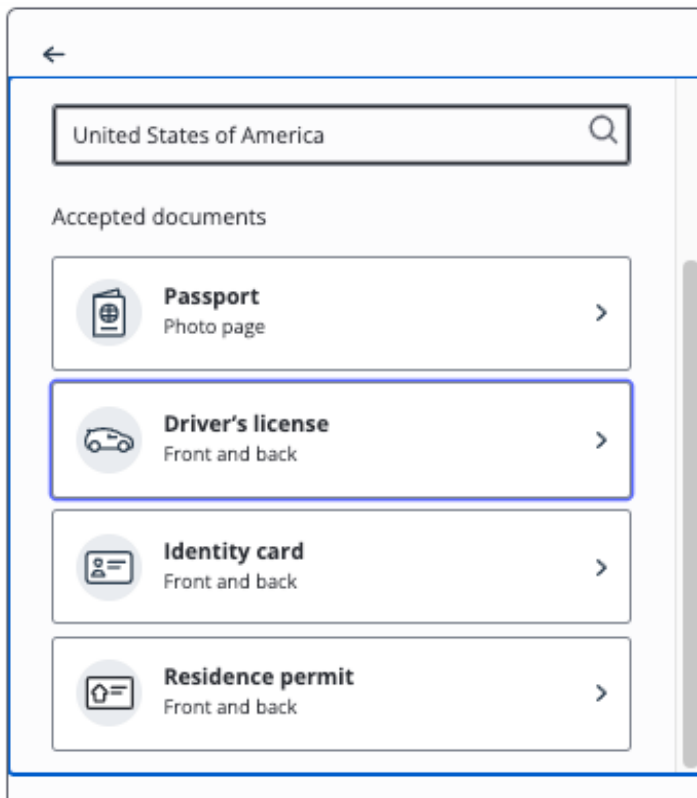 United States of America
Accepted documents
Passport
Photo page
Driver's license
Front and back
Identity card
Front and back
Residence permit
Front and back